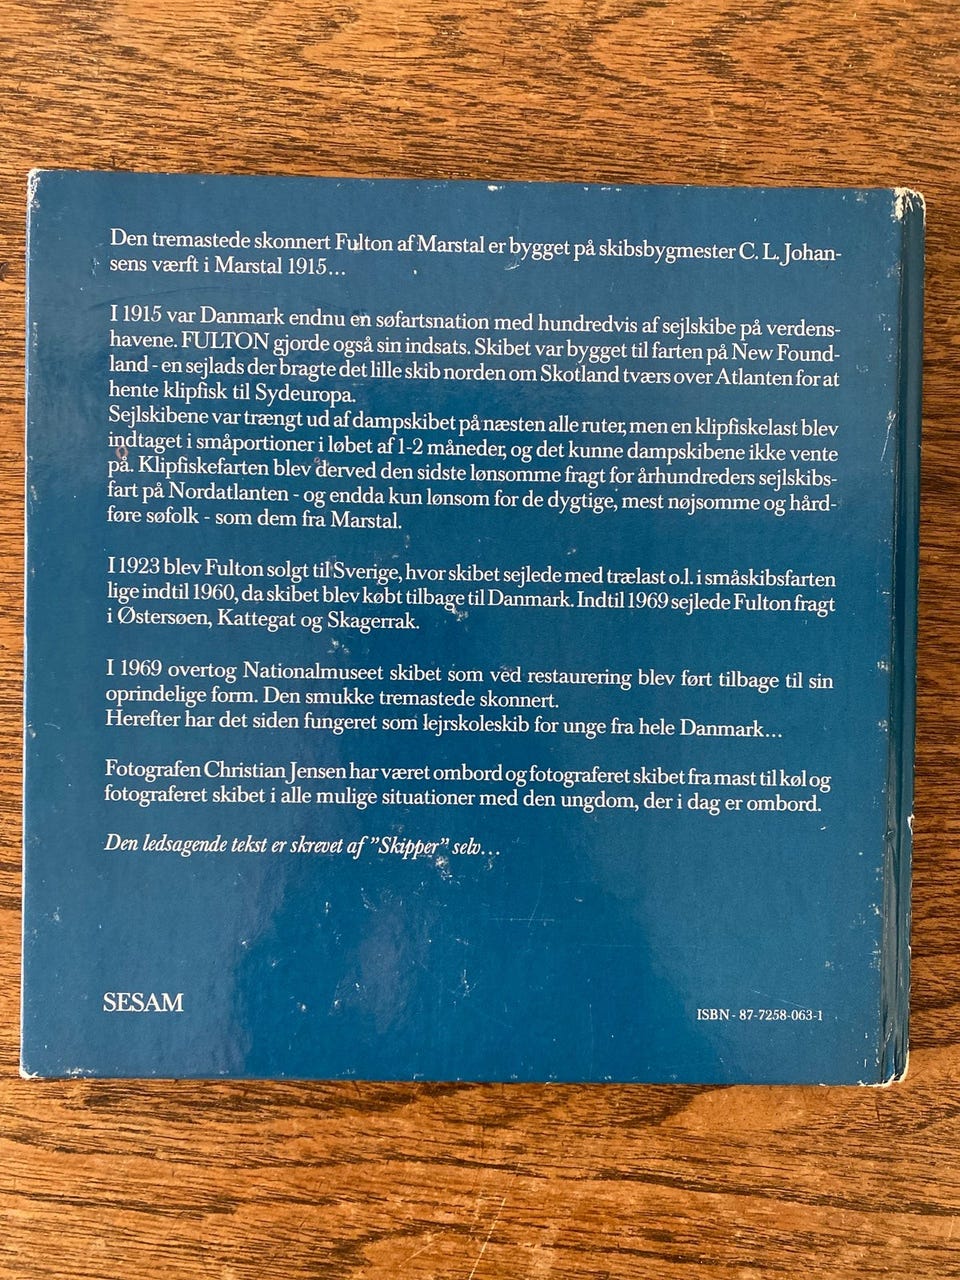 Den tremastede skonnert Fulton af Marstal er bygget på skibsbygmester C. L. Johan-
sens værft i Marstal 1915...
I 1915 var Danmark endnu en søfartsnation med hundredvis af sejlskibe på verdens-
havene. FULTON gjorde også sin indsats. Skibet var bygget til farten på New Found-
land - en sejlads der bragte det lille skib norden om Skotland tværs over Atlanten for at
hente klipfisk til Sydeuropa.
Sejlskibene var trængt ud af dampskibet på næsten alle ruter, men en klipfiskelast blev
indtaget i småportioner i løbet af 1-2 måneder, og det kunne dampskibene ikke vente
på. Klipfiskefarten blev derved den sidste lønsomme fragt for århundreders sejlskibs-
fart på Nordatlanten - og endda kun lønsom for de dygtige, mest nøjsomme og hård-
føre søfolk - som dem fra Marstal.
I 1923 blev Fulton solgt til Sverige, hvor skibet sejlede med trælast o.l. i småskibsfarten
lige indtil 1960, da skibet blev købt tilbage til Danmark. Indtil 1969 sejlede Fulton fragt
i Østersøen, Kattegat og Skagerrak.
I 1969 overtog Nationalmuseet skibet som ved restaurering blev ført tilbage til sin
oprindelige form. Den smukke tremastede skonnert.
Herefter har det siden fungeret som lejrskoleskib for unge fra hele Danmark...
Fotografen Christian Jensen har været ombord og fotograferet skibet fra mast til køl og
fotograferet skibet i alle mulige situationer med den ungdom, der i dag er ombord.
Den ledsagende tekst er skrevet af "Skipper" selv...
SESAM
ISBN - 87-7258-063-1